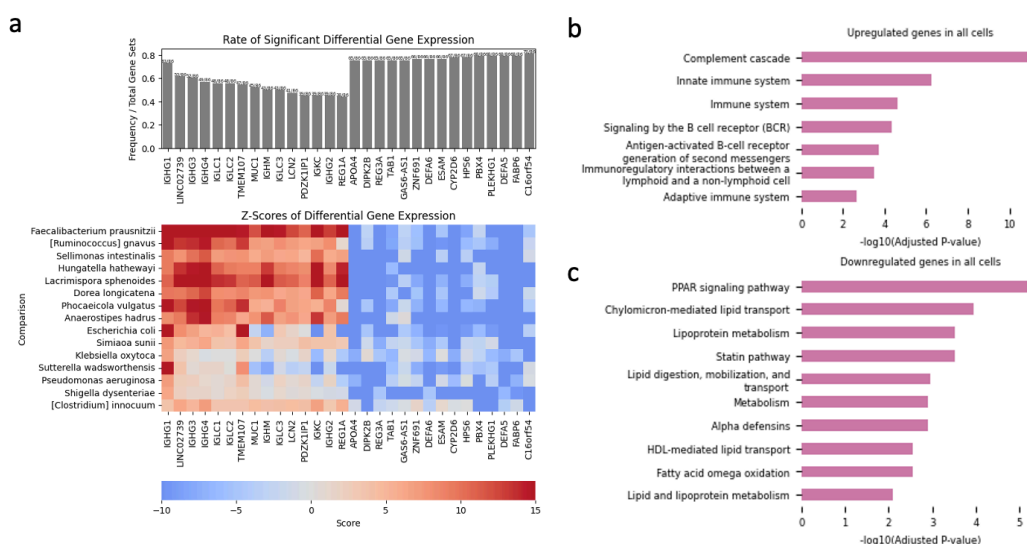 a
Rate of Significant Differential Gene Expression
Frequency / Total Gene Sets
0.8
0.6
0.4
0.2
0.0
IGHG1
LINC02739
IGHG3
IGHG4
IGLC1
IGLC2
TMEM107
MUC1
IGHM
IGLC3
LCN2
PDZK1IP1
IGKC
IGHG2
REG1A
APOA4
DIPK2B
REG3A
TAB1
GAS6-AS1
ZNF691
DEFA6
ESAM
CYP2D6
HPS6
PBX4
PLEKHG1
DEFA5
FABP6
C16orf54
Z-Scores of Differential Gene Expression
Comparison
Faecalibacterium prausnitzii
[Ruminococcus] gnavus
Sellimonas intestinalis
Hungatella hathewayi
Lacrimispora sphenoides
Dorea longicatena
Phocaeicola vulgatus
Anaerostipes hadrus
Escherichia coli
Simiaoa sunii
Klebsiella oxytoca
Sutterella wadsworthensis
Pseudomonas aeruginosa
Shigella dysenteriae
[Clostridium] innocuum
IGHG1
LINC02739
IGHG3
IGHG4
IGLC1
IGLC2
TMEM107
MUC1
IGHM
IGLC3
LCN2
PDZK1IP1
IGKC
IGHG2
REG1A
APOA4
DIPK2B
REG3A
TAB1
GAS6-AS1
ZNF691
DEFA6
ESAM
CYP2D6
HPS6
PBX4
PLEKHG1
DEFA5
FABP6
C16orf54
−10
−5
0
5
10
15
Score
b
Upregulated genes in all cells
Complement cascade
Innate immune system
Immune system
Signaling by the B cell receptor (BCR)
Antigen-activated B-cell receptor
generation of second messengers
Immunoregulatory interactions between a
lymphoid and a non-lymphoid cell
Adaptive immune system
0
2
4
6
8
10
-log10(Adjusted P-value)
c
Downregulated genes in all cells
PPAR signaling pathway
Chylomicron-mediated lipid transport
Lipoprotein metabolism
Statin pathway
Lipid digestion, mobilization, and
transport
Metabolism
Alpha defensins
HDL-mediated lipid transport
Fatty acid omega oxidation
Lipid and lipoprotein metabolism
0
1
2
3
4
5
-log10(Adjusted P-value)